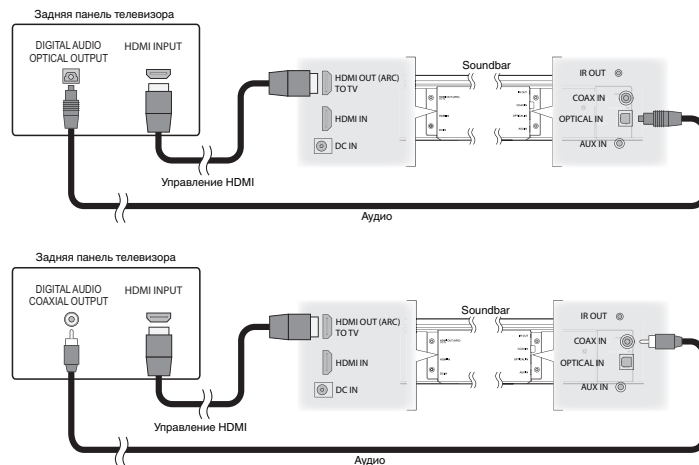 Задняя панель телевизора
DIGITAL AUDIO
OPTICAL OUTPUT
HDMI INPUT
HDMI OUT (ARC)
TO TV
HDMI IN
DC IN
Soundbar
IR OUT
COAX IN
OPTICAL IN
AUX IN
Управление HDMI
Аудио
Задняя панель телевизора
DIGITAL AUDIO
COAXIAL OUTPUT
HDMI INPUT
HDMI OUT (ARC)
TO TV
HDMI IN
DC IN
Soundbar
IR OUT
COAX IN
OPTICAL IN
AUX IN
Управление HDMI
Аудио